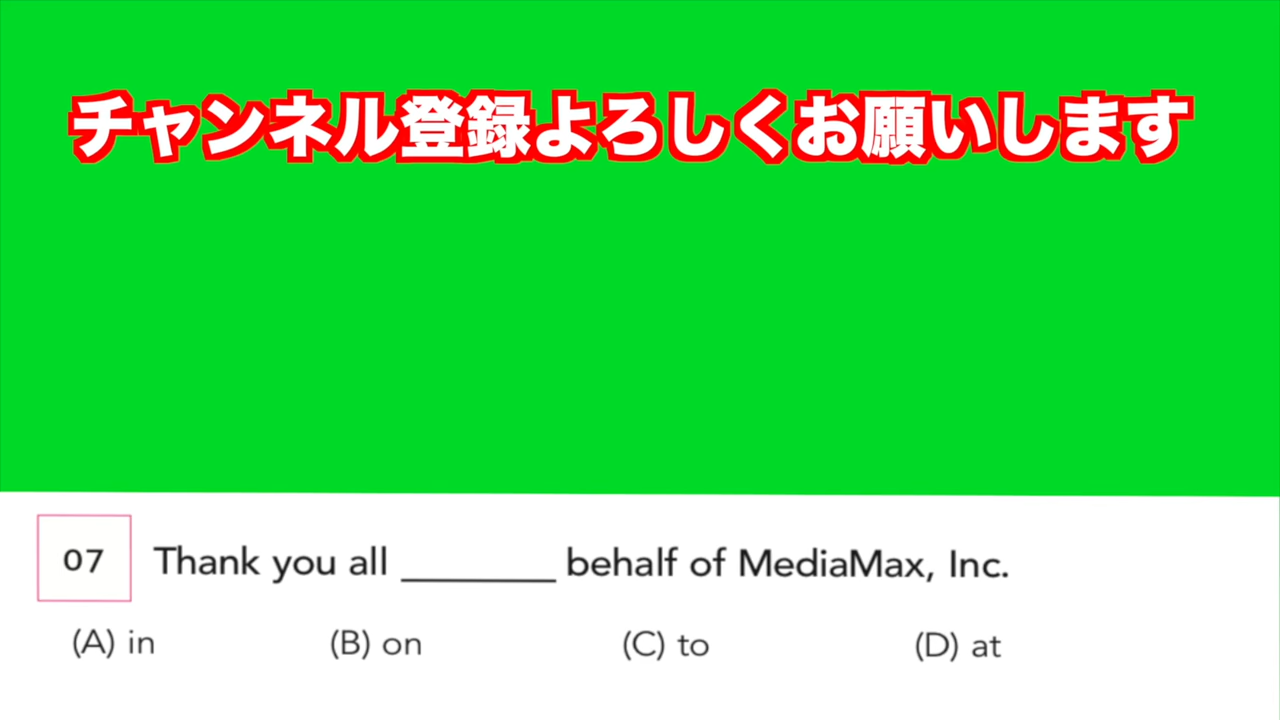 チャンネル登録よろしくお願いします
07 Thank you all ________ behalf of MediaMax, Inc.
(A) in (B) on (C) to (D) at